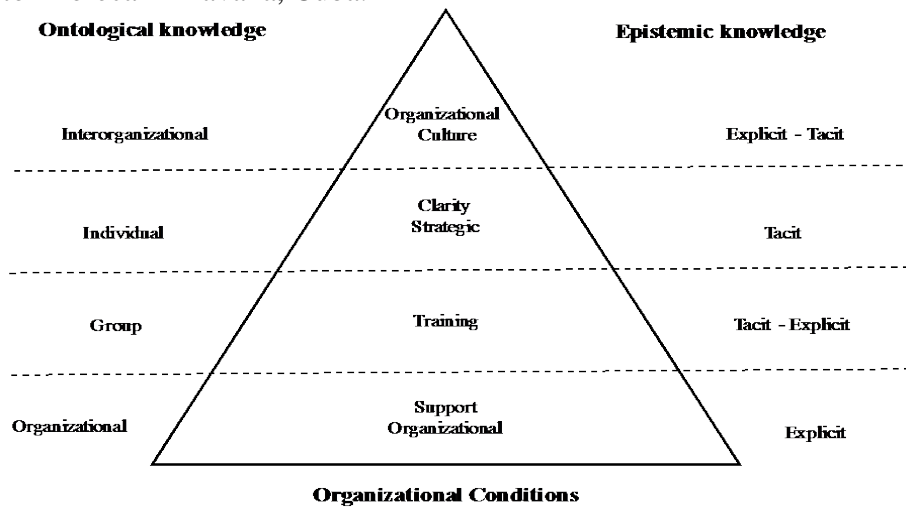 Ontological knowledge
Epistemic knowledge
Organizational
Culture
Interorganizational
Explicit - Tacit
Clarity
Strategic
Individual
Tacit
Training
Group
Tacit - Explicit
Support
Organizational
Organizational
Explicit
Organizational Conditions